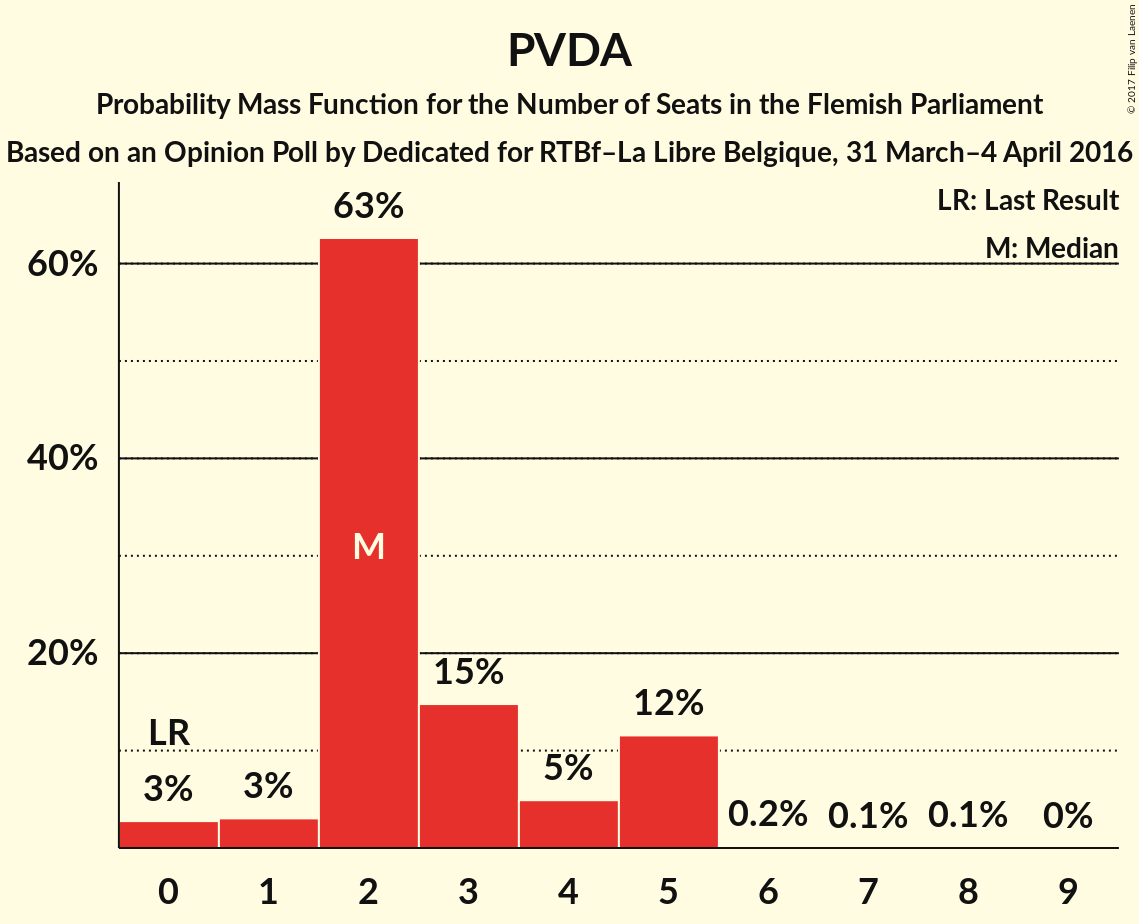 PVDA
Probability Mass Function for the Number of Seats in the Flemish Parliament
Based on an Opinion Poll by Dedicated for RTBf–La Libre Belgique, 31 March–4 April 2016
© 2017 Filip van Laenen
LR: Last Result
M: Median
63%
60%
40%
M
20%
15%
12%
LR
5%
3%
3%
0.2%
0.1%
0.1%
0%
0 1 2 3 4 5 6 7 8 9